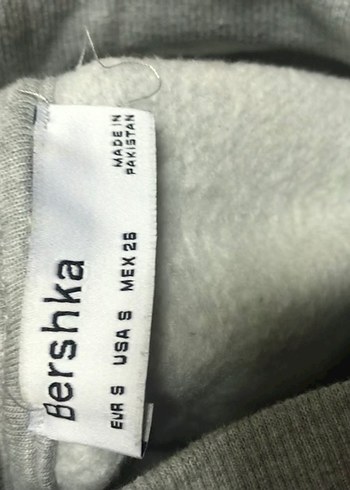 Bershka
EUR S USA S MEX 26
MADE IN
PAKISTAN